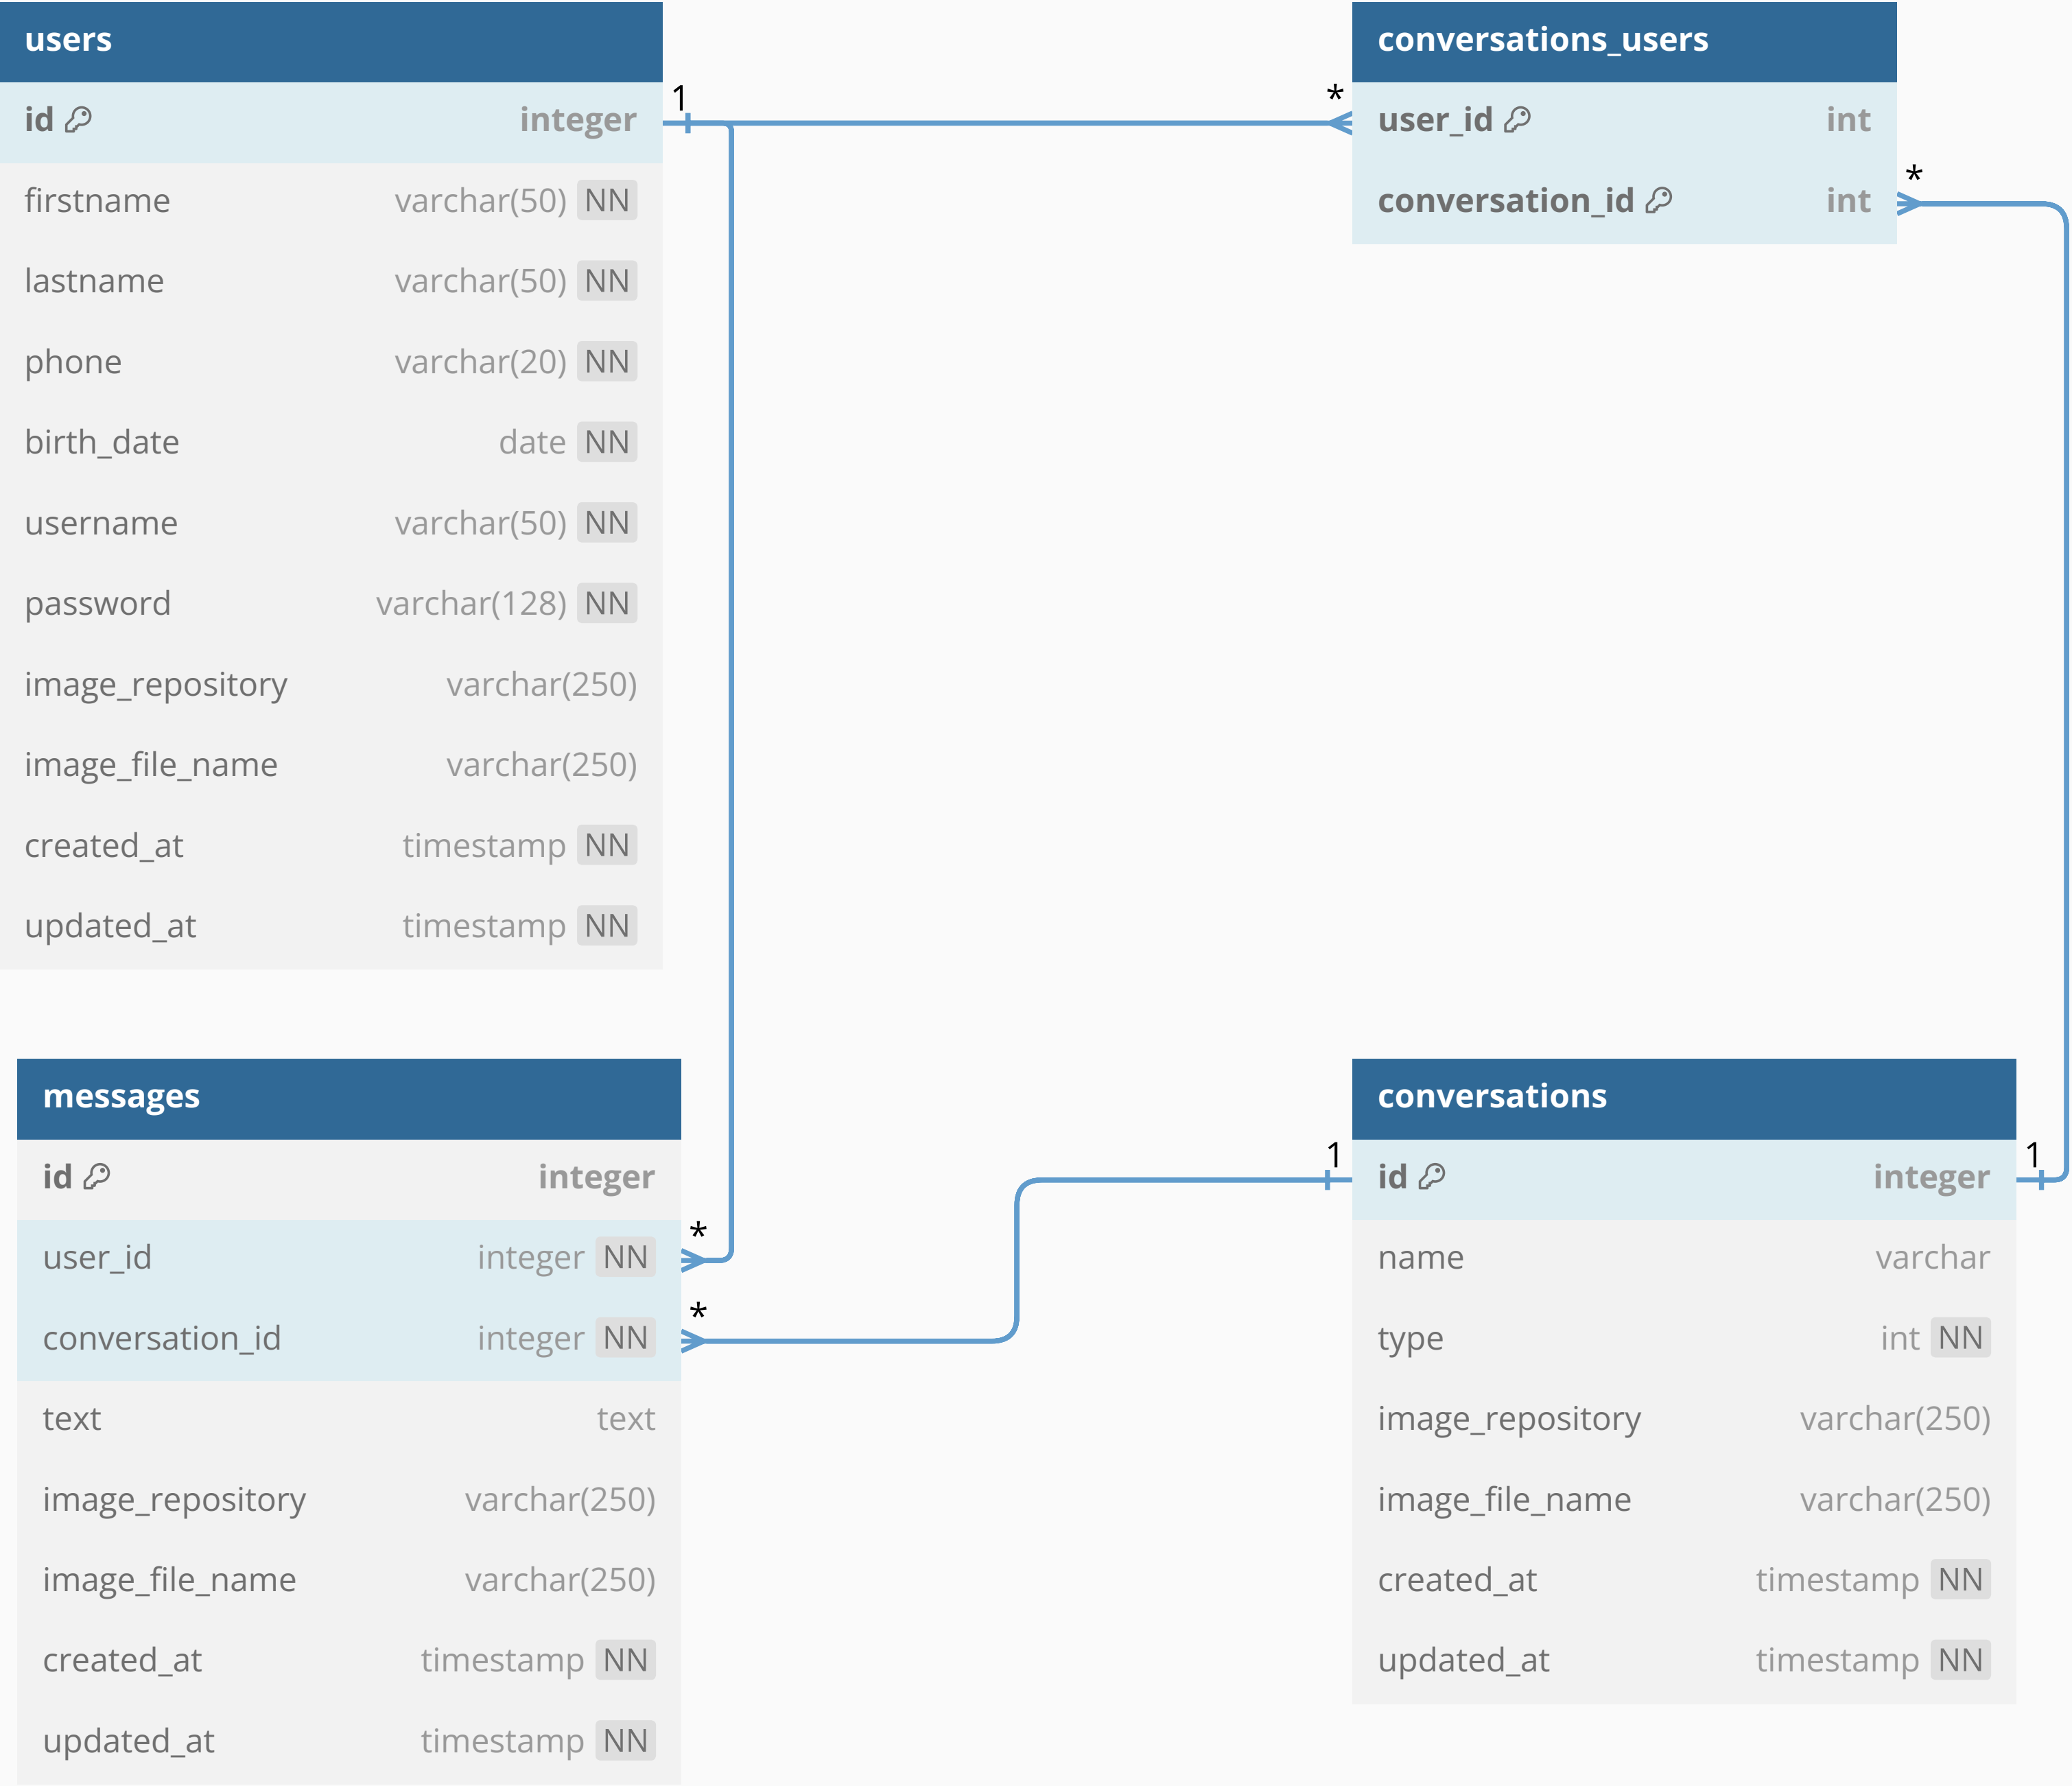 users
id integer
firstname varchar(50) NN
lastname varchar(50) NN
phone varchar(20) NN
birth_date date NN
username varchar(50) NN
password varchar(128) NN
image_repository varchar(250)
image_file_name varchar(250)
created_at timestamp NN
updated_at timestamp NN
1
*
conversations_users
user_id int
conversation_id int
*
messages
id integer
user_id integer NN
conversation_id integer NN
text text
image_repository varchar(250)
image_file_name varchar(250)
created_at timestamp NN
updated_at timestamp NN
*
*
1
conversations
id integer
name varchar
type int NN
image_repository varchar(250)
image_file_name varchar(250)
created_at timestamp NN
updated_at timestamp NN
1